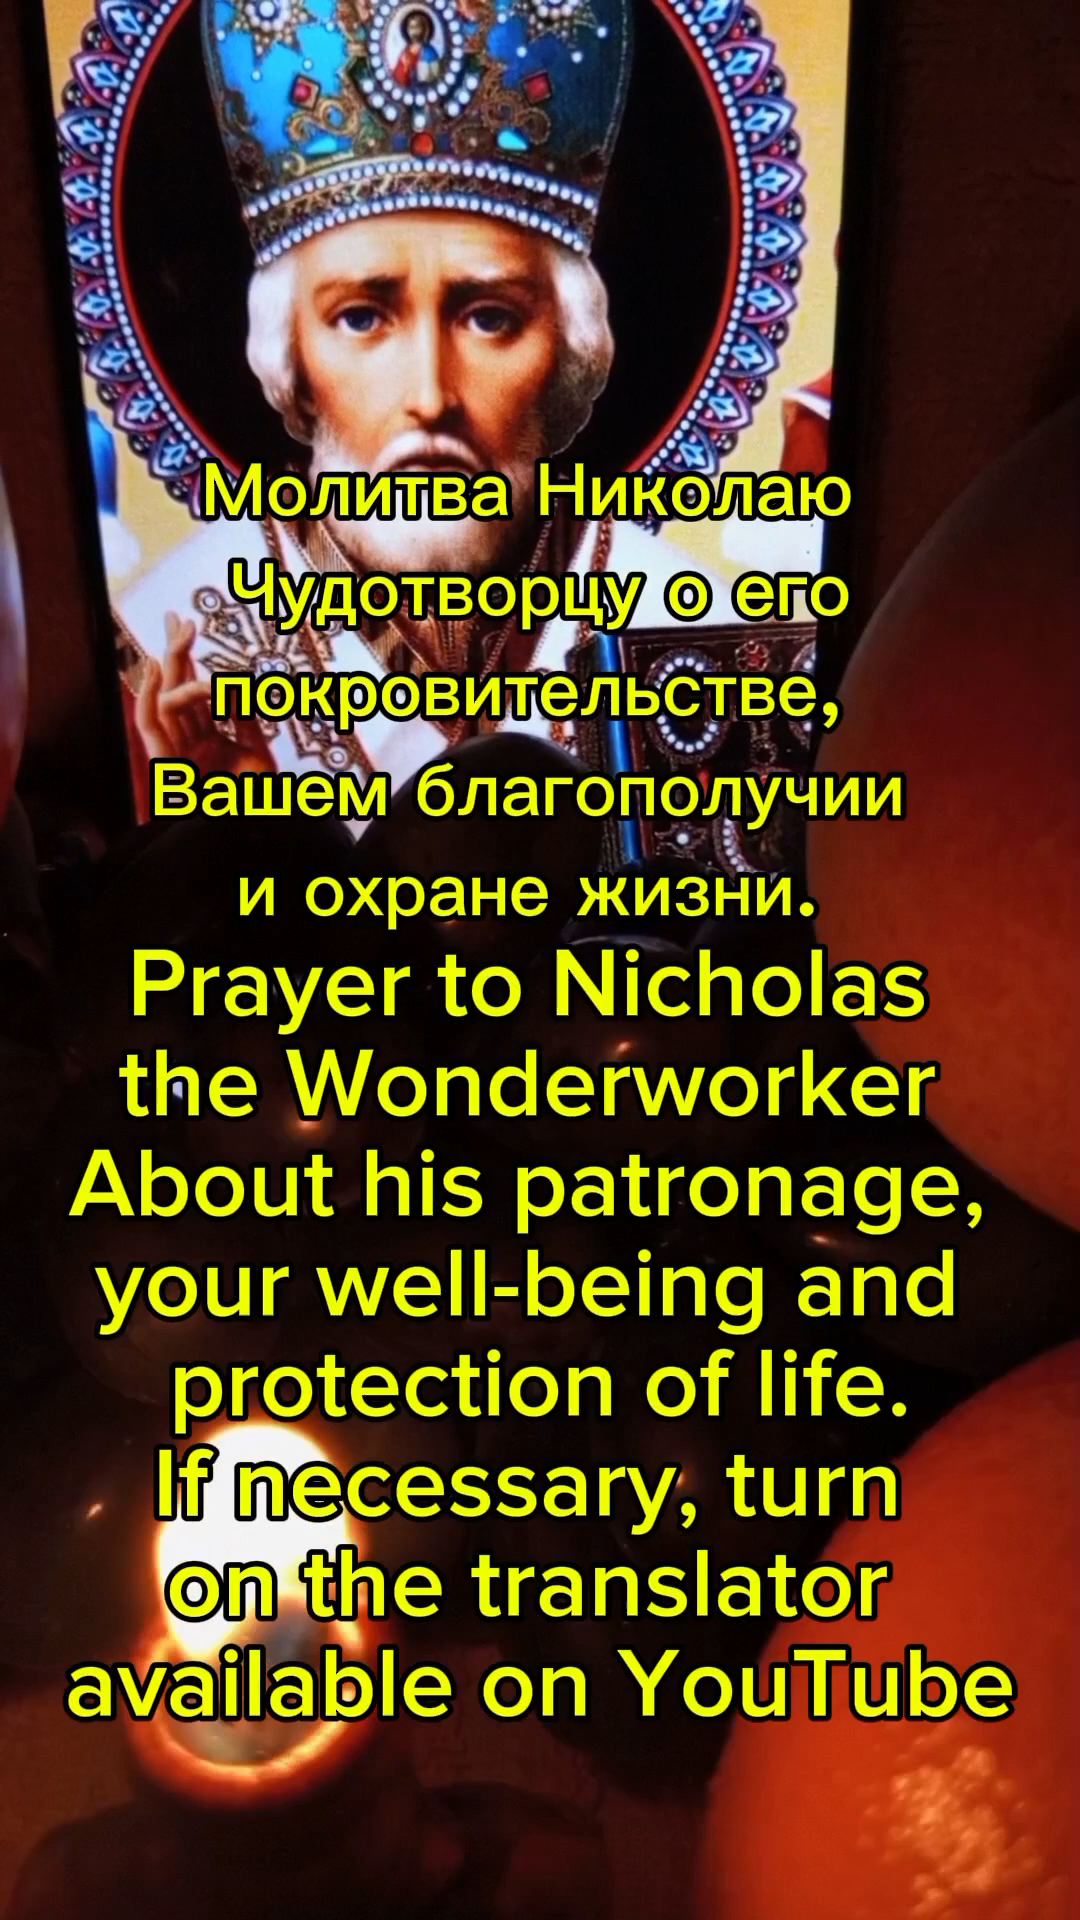 Молитва Николаю
Чудотворцу о его
покровительстве,
Вашем благополучии
и охране жизни.
Prayer to Nicholas
the Wonderworker
About his patronage,
your well-being and
protection of life.
If necessary, turn
on the translator
available on YouTube